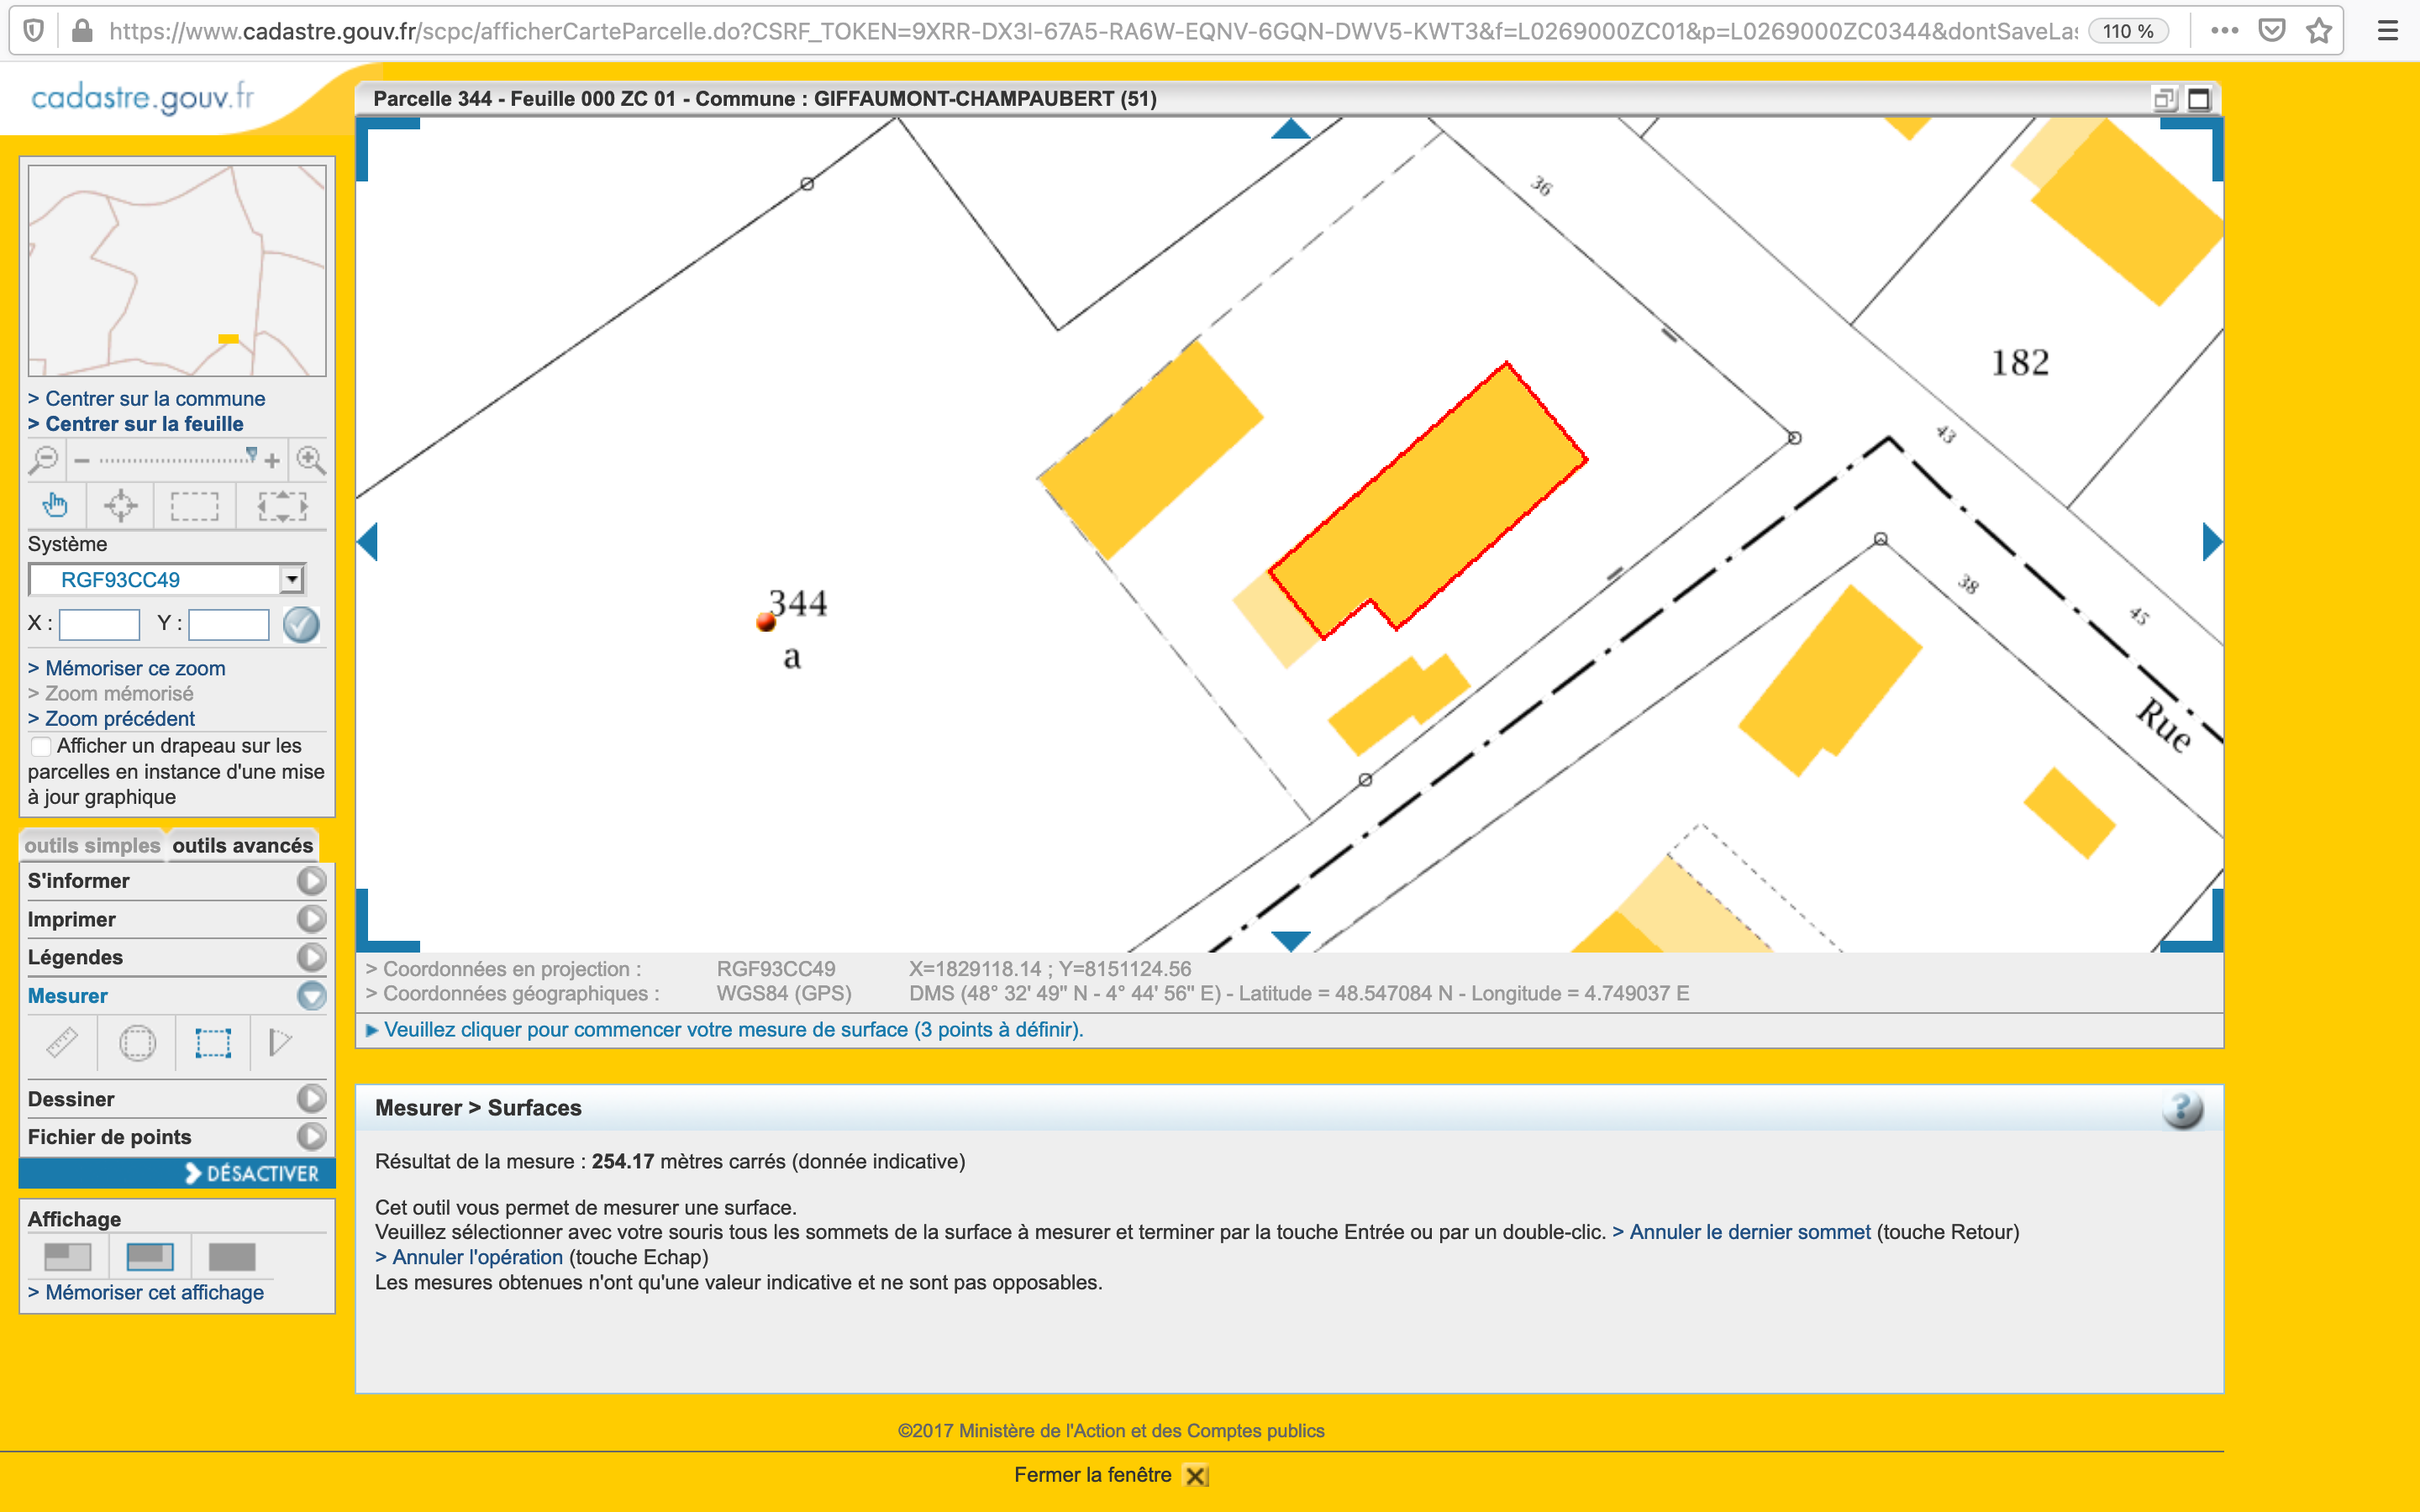 https://www.cadastre.gouv.fr/scpc/afficherCarteParcelle.do?CSRF_TOKEN=9XRR-DX3I-67A5-RA6W-EQNV-6GQN-DWV5-KWT3&f=L0269000ZC01&p=L0269000ZC0344&dontSaveLas
110 %
cadastre.gouv.fr
Parcelle 344 - Feuille 000 ZC 01 - Commune : GIFFAUMONT-CHAMPAUBERT (51)
> Centrer sur la commune
> Centrer sur la feuille
Système
RGF93CC49
X : Y :
> Mémoriser ce zoom
> Zoom mémorisé
> Zoom précédent
Afficher un drapeau sur les
parcelles en instance d'une mise
à jour graphique
outils simples outils avancés
S'informer
Imprimer
Légendes
Mesurer
Dessiner
Fichier de points
DÉSACTIVER
Affichage
> Mémoriser cet affichage
36
182
43
344
a
38
45
Rue
> Coordonnées en projection : RGF93CC49 X=1829118.14 ; Y=8151124.56
> Coordonnées géographiques : WGS84 (GPS) DMS (48° 32' 49" N - 4° 44' 56" E) - Latitude = 48.547084 N - Longitude = 4.749037 E
Veuillez cliquer pour commencer votre mesure de surface (3 points à définir).
Mesurer > Surfaces
?
Résultat de la mesure : 254.17 mètres carrés (donnée indicative)
Cet outil vous permet de mesurer une surface.
Veuillez sélectionner avec votre souris tous les sommets de la surface à mesurer et terminer par la touche Entrée ou par un double-clic. > Annuler le dernier sommet (touche Retour)
> Annuler l'opération (touche Echap)
Les mesures obtenues n'ont qu'une valeur indicative et ne sont pas opposables.
©2017 Ministère de l'Action et des Comptes publics
Fermer la fenêtre